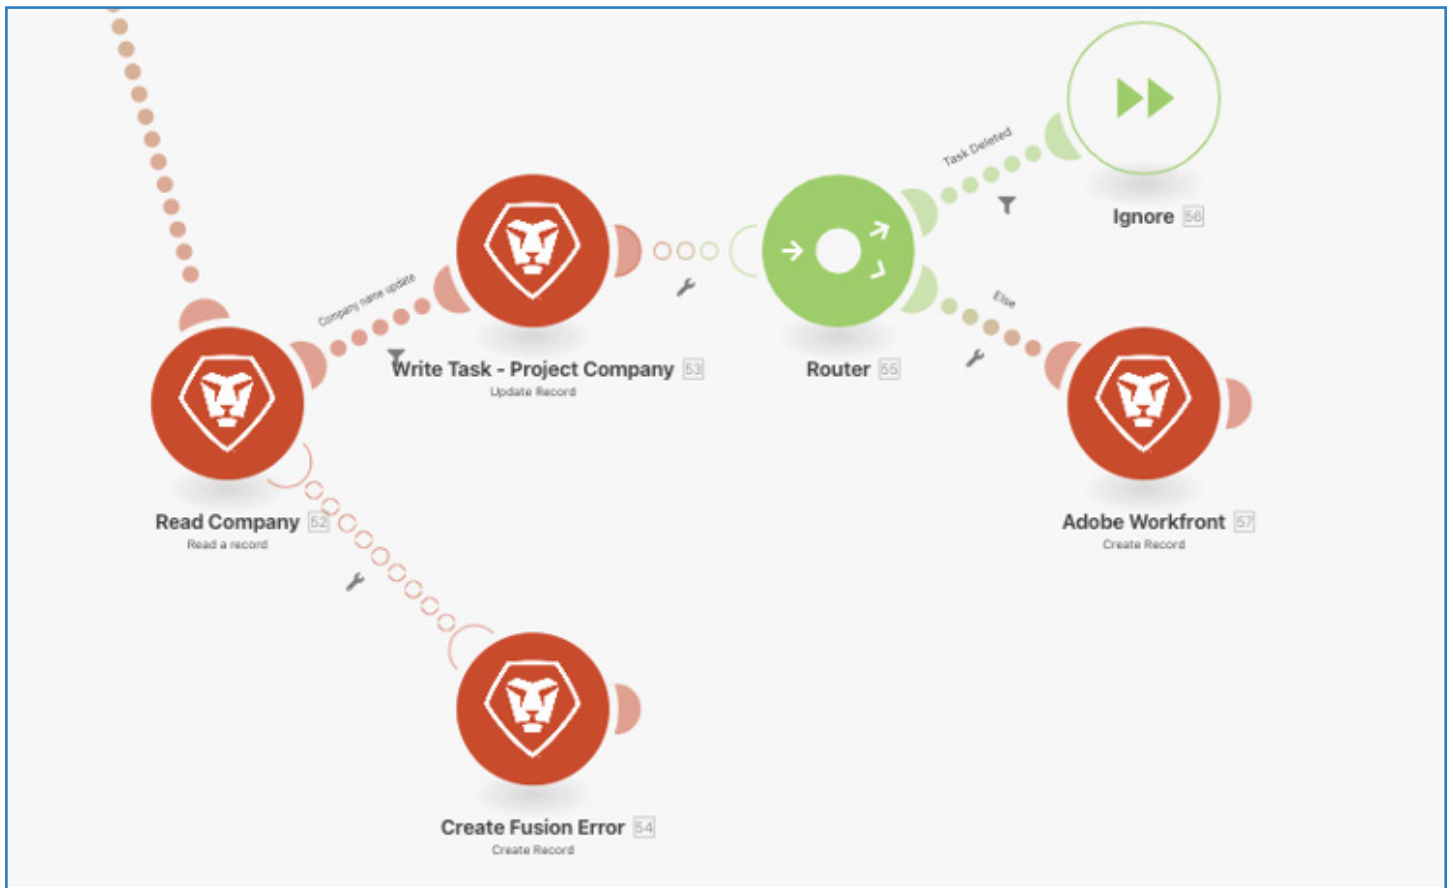 Task Deleted
Ignore 56
Company name update
Else
Write Task - Project Company 53
Update Record
Router 55
Read Company 52
Read a record
Adobe Workfront 57
Create Record
Create Fusion Error 54
Create Record